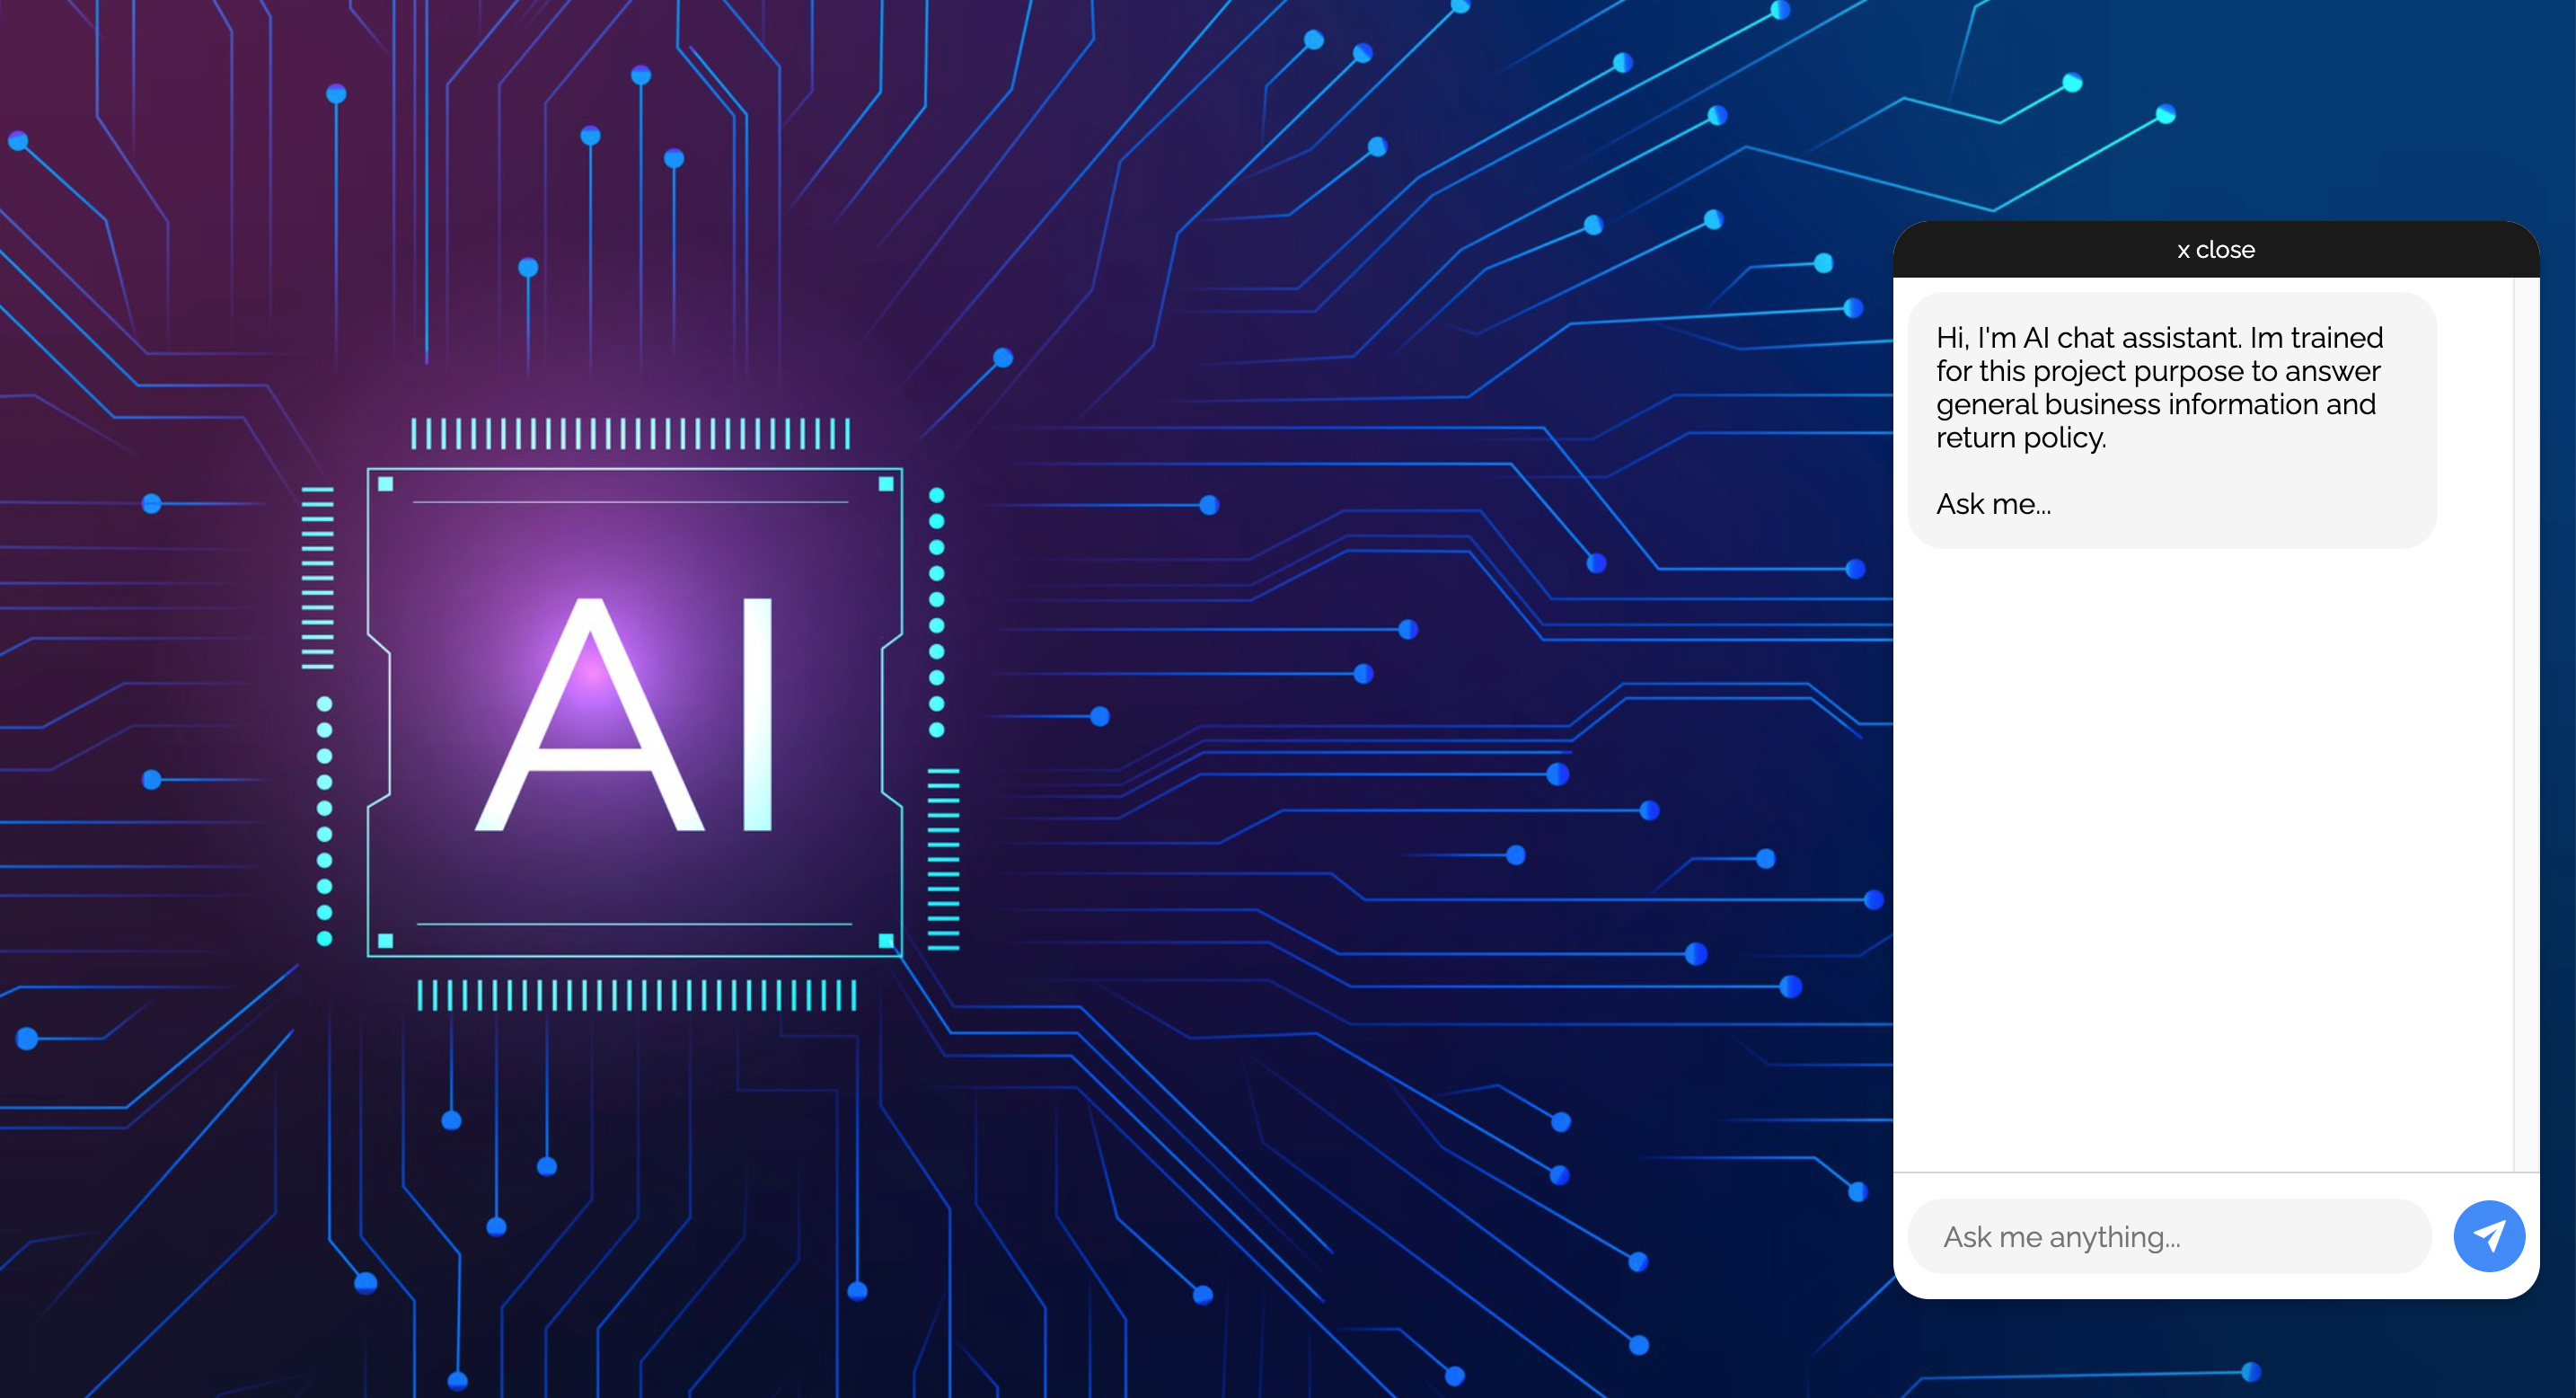 AI
x close
Hi, I'm AI chat assistant. Im trained
for this project purpose to answer
general business information and
return policy.
Ask me...
Ask me anything...